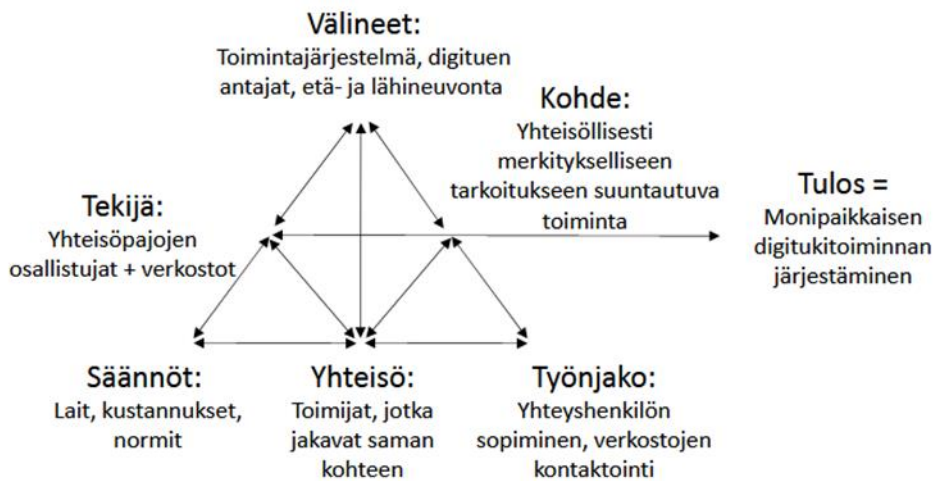 Välineet:
Toimintajärjestelmä, digituen
antajat, etä- ja lähineuvonta
Kohde:
Yhteisöllisesti
merkitykselliseen
tarkoitukseen suuntautuva
toiminta
Tulos =
Monipaikkaisen
digitukitoiminnan
järjestäminen
Tekijä:
Yhteisöpajojen
osallistujat + verkostot
Säännöt:
Lait, kustannukset,
normit
Yhteisö:
Toimijat, jotka
jakavat saman
kohteen
Työnjako:
Yhteyshenkilön
sopiminen, verkostojen
kontaktointi